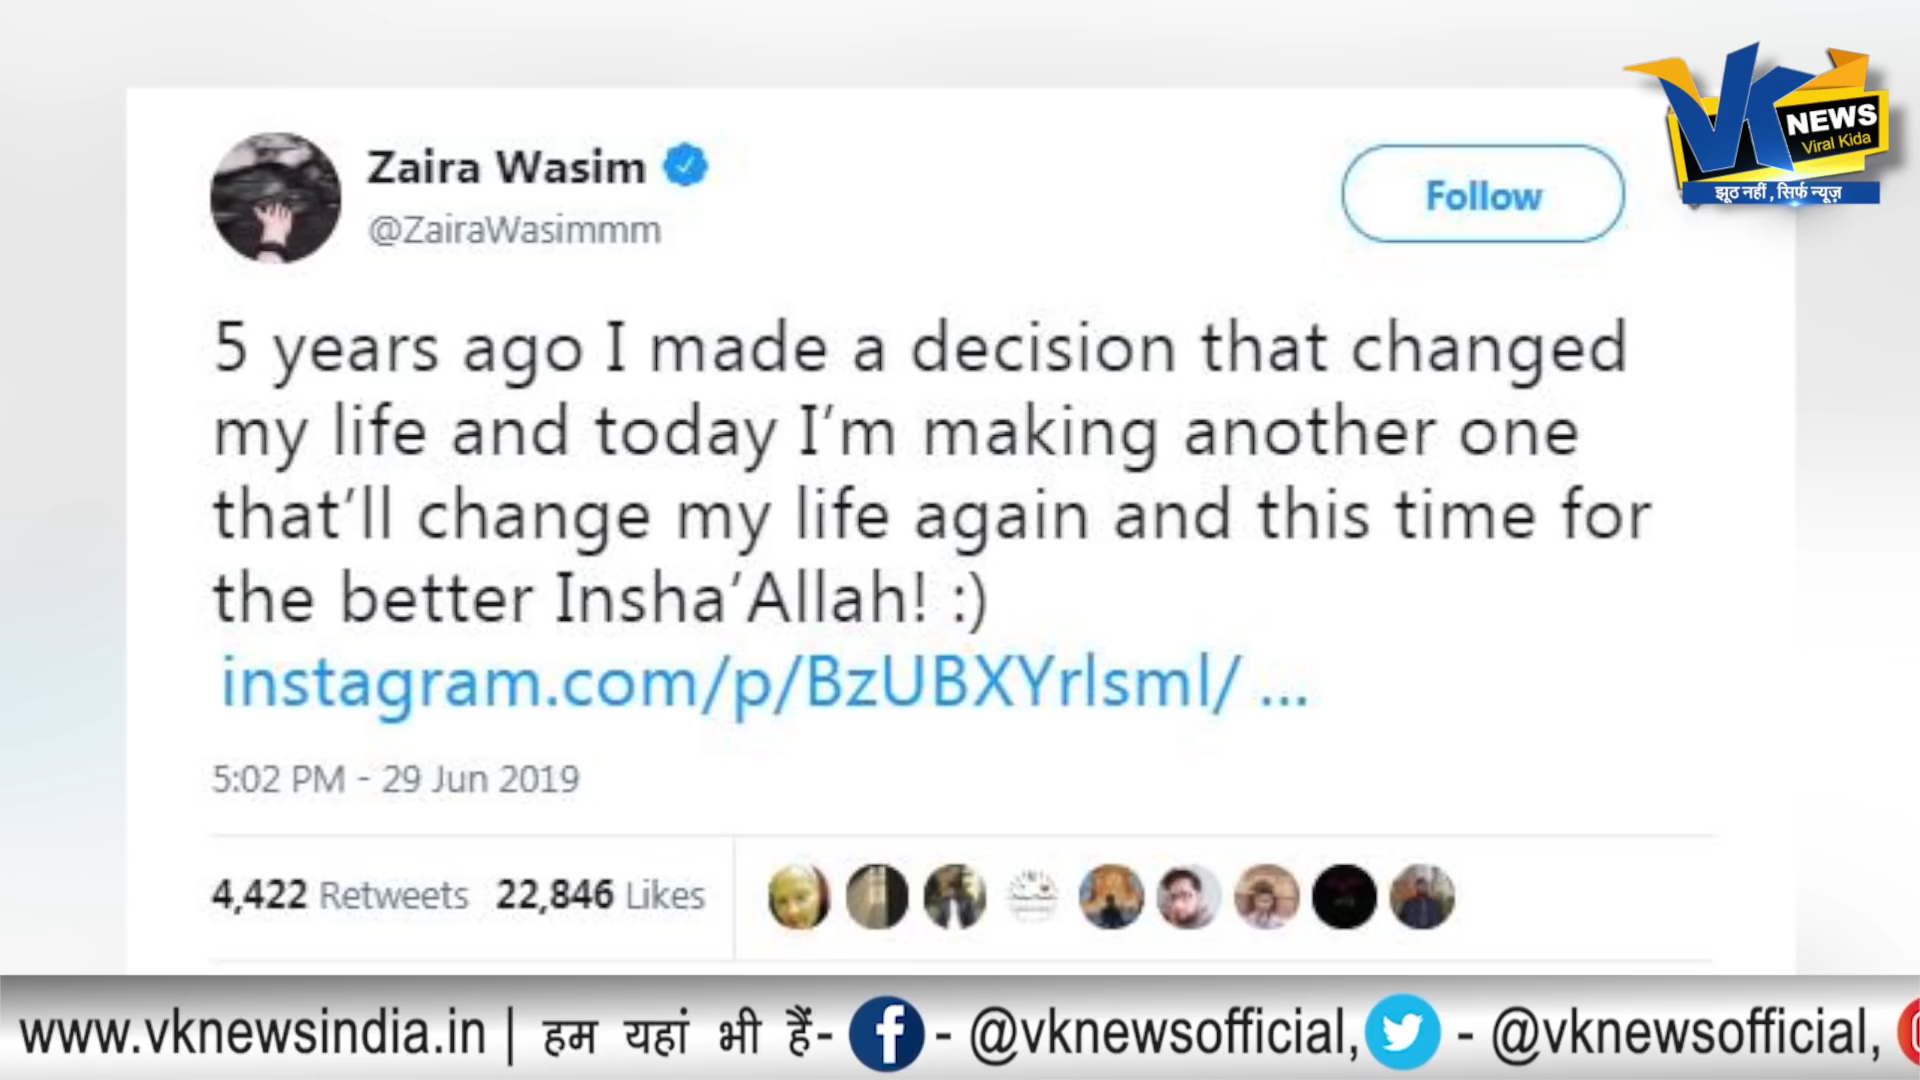 VK NEWS
Viral Kida
झूठ नहीं, सिर्फ न्यूज़
Zaira Wasim
@ZairaWasimmm
Follow
5 years ago I made a decision that changed
my life and today I’m making another one
that’ll change my life again and this time for
the better Insha’Allah! :)
instagram.com/p/BzUBXYrlsml/ ...
5:02 PM - 29 Jun 2019
4,422 Retweets 22,846 Likes
www.vknewsindia.in | हम यहां भी हैं- f - @vknewsofficial, - @vknewsofficial,